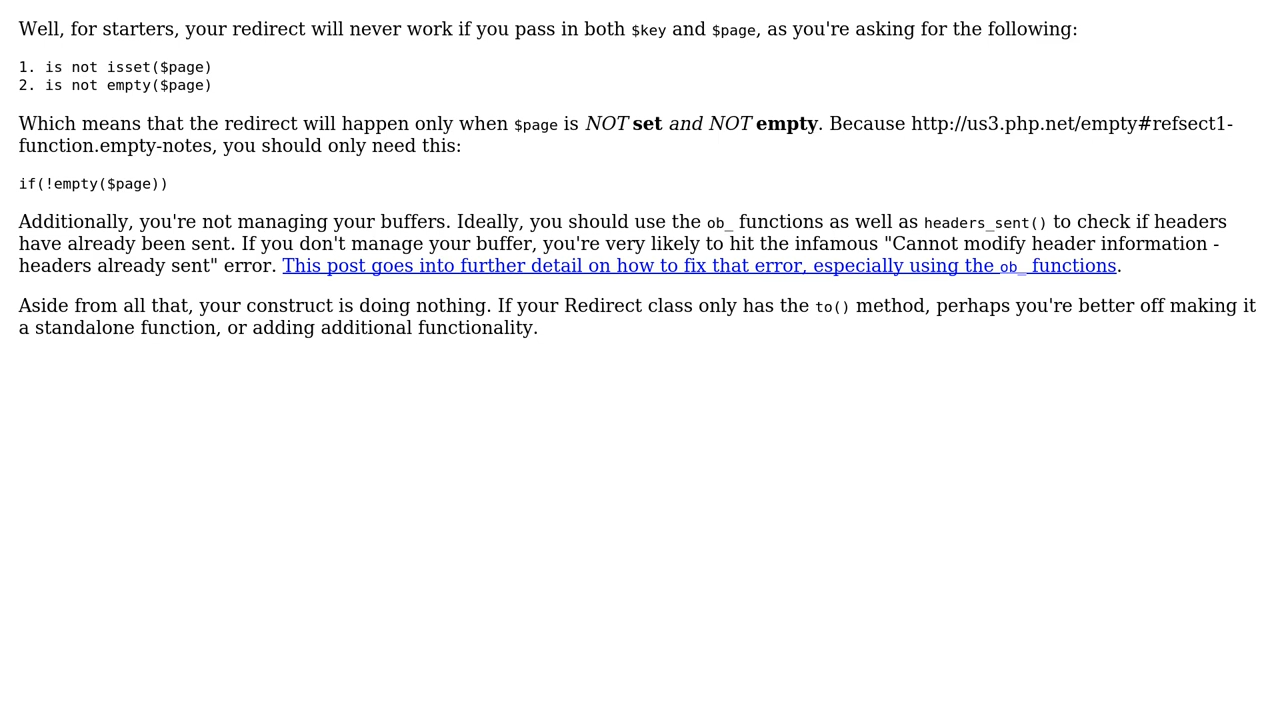 Well, for starters, your redirect will never work if you pass in both $key and $page, as you're asking for the following:
1. is not isset($page)
2. is not empty($page)
Which means that the redirect will happen only when $page is NOT set and NOT empty. Because http://us3.php.net/empty#refsect1-
function.empty-notes, you should only need this:
if(!empty($page))
Additionally, you're not managing your buffers. Ideally, you should use the ob_ functions as well as headers_sent() to check if headers
have already been sent. If you don't manage your buffer, you're very likely to hit the infamous "Cannot modify header information -
headers already sent" error. This post goes into further detail on how to fix that error, especially using the ob_ functions.
Aside from all that, your construct is doing nothing. If your Redirect class only has the to() method, perhaps you're better off making it
a standalone function, or adding additional functionality.